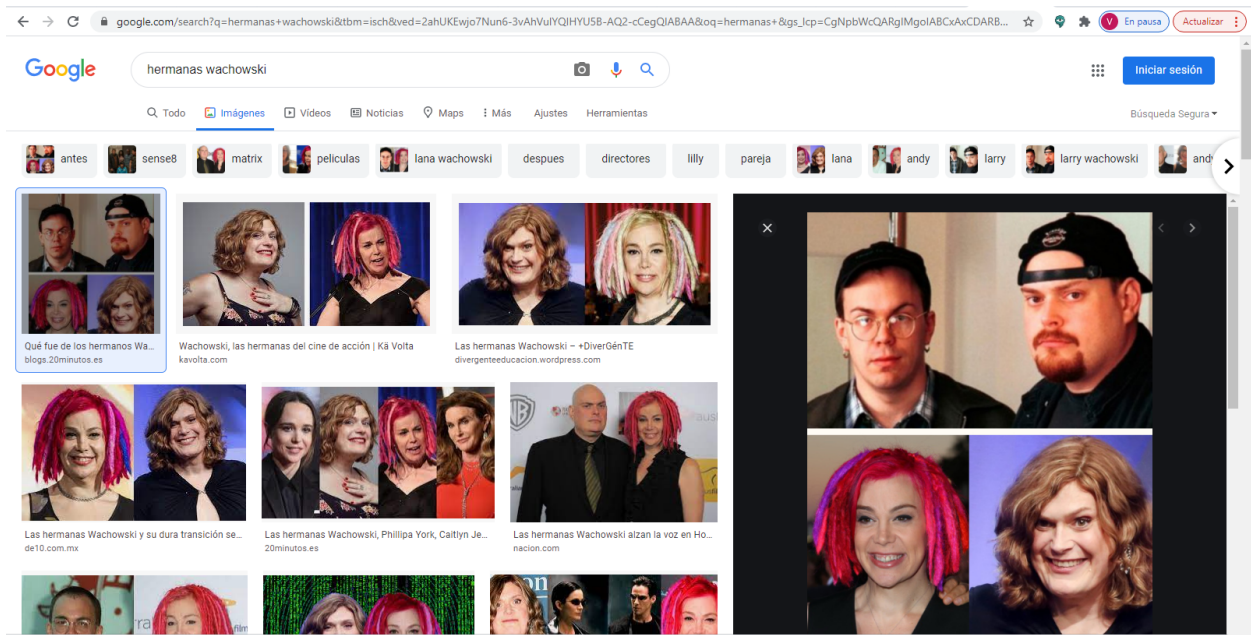 google.com/search?q=hermanas+wachowski&tbm=isch&ved=2ahUKEwjo7Nun6-3vAhVulYQIHYU5B-AQ2-cCegQIABAA&oq=hermanas+&gs_lcp=CgNpbWcQARgIMgoIABCxAxCDARB...
V En pausa
Actualizar
Google
hermanas wachowski
Iniciar sesión
Todo Imágenes Vídeos Noticias Maps Más Ajustes Herramientas
Búsqueda Segura
antes sense8 matrix peliculas lana wachowski despues directores lilly pareja lana andy larry larry wachowski
Qué fue de los hermanos Wa...
blogs.20minutos.es
Wachowski, las hermanas del cine de acción | Kä Volta
kavolta.com
Las hermanas Wachowski – +DiverGénTE
divergenteeducacion.wordpress.com
Las hermanas Wachowski y su dura transición se...
de10.com.mx
Las hermanas Wachowski, Phillipa York, Caitlyn Je...
20minutos.es
Las hermanas Wachowski alzan la voz en Ho...
nacion.com